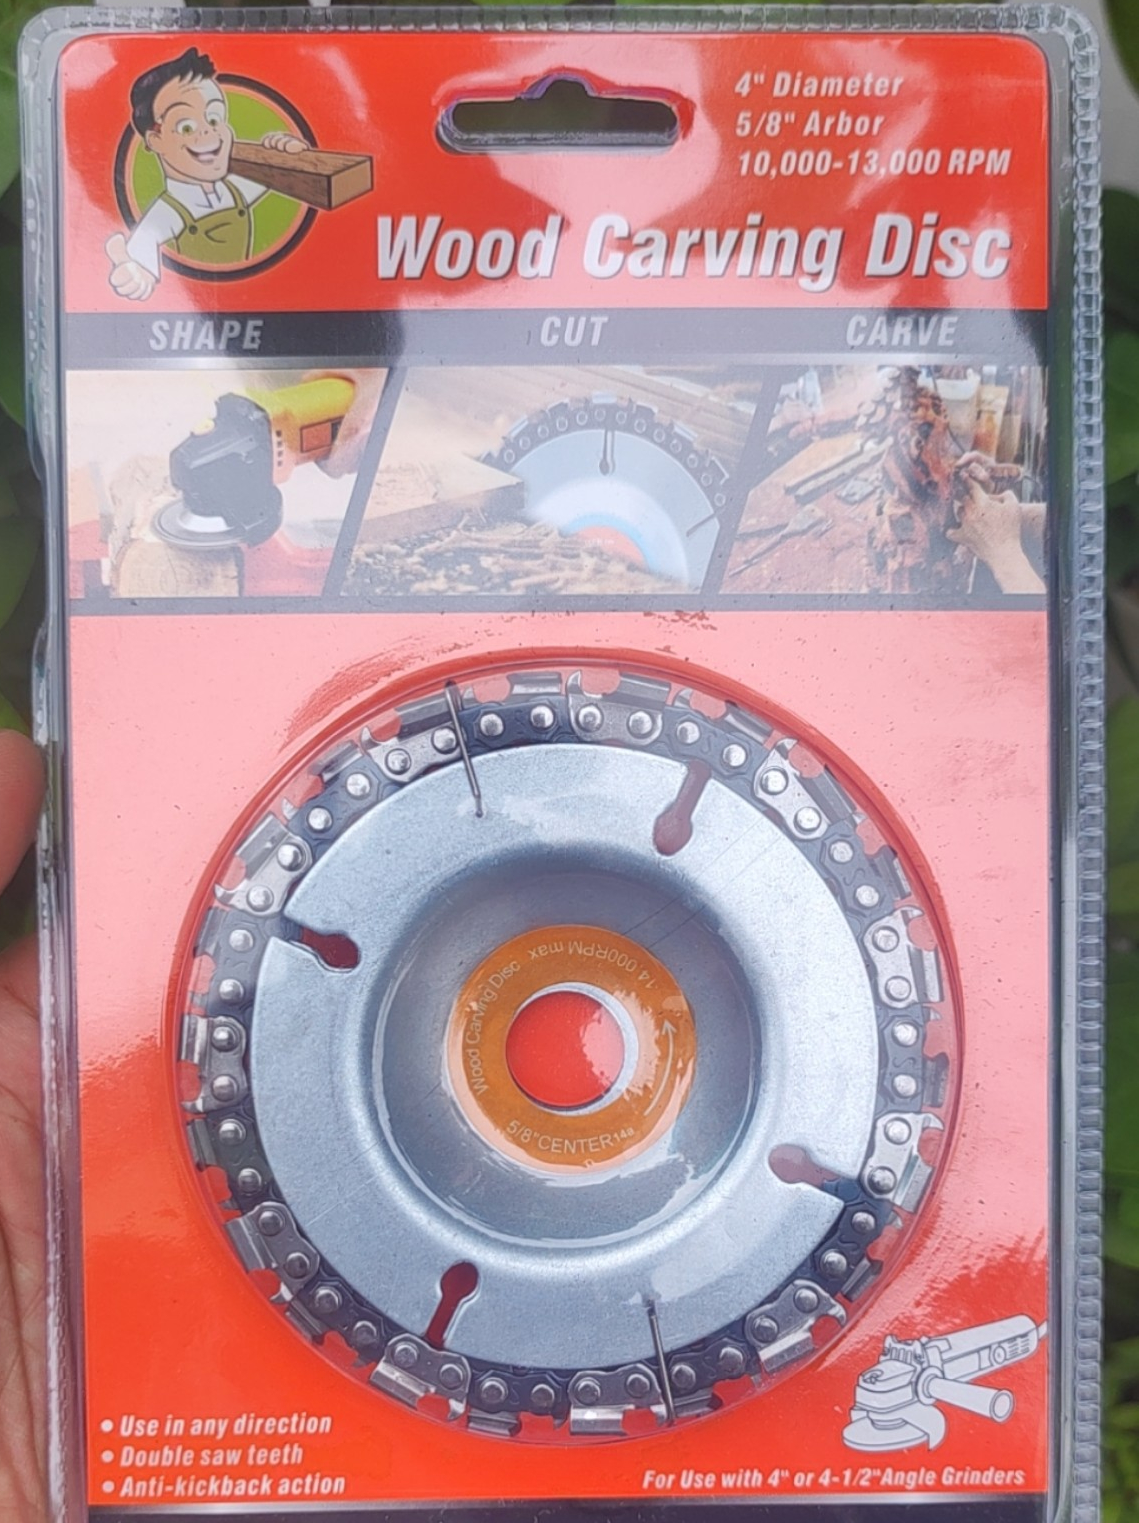 4" Diameter
5/8" Arbor
10,000-13,000 RPM
Wood Carving Disc
SHAPE
CUT
CARVE
Wood Carving Disc
14 000RPM max
5/8"CENTER14a
• Use in any direction
• Double saw teeth
• Anti-kickback action
For Use with 4" or 4-1/2"Angle Grinders